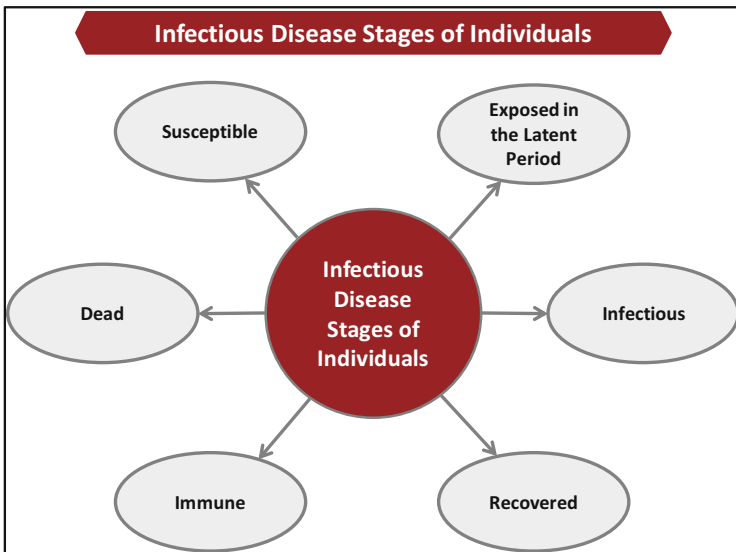 Infectious Disease Stages of Individuals
Susceptible
Exposed in
the Latent
Period
Infectious
Disease
Stages of
Individuals
Dead
Infectious
Immune
Recovered